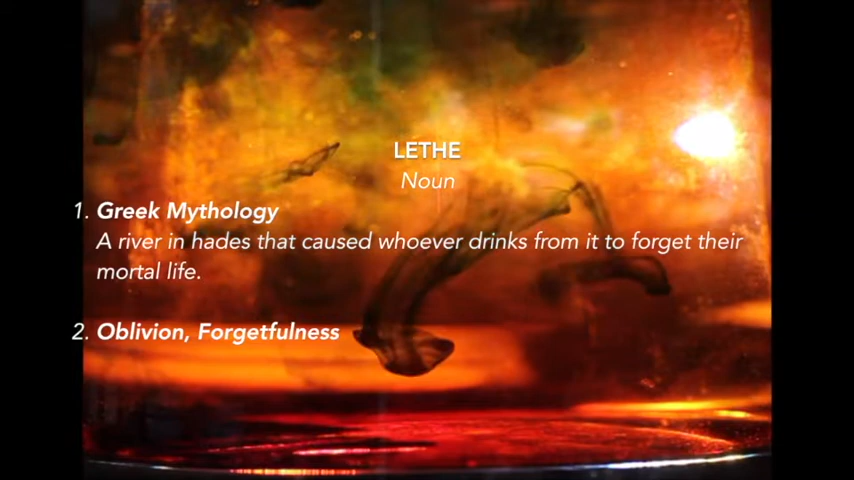 LETHE
Noun
1. Greek Mythology
A river in hades that caused whoever drinks from it to forget their
mortal life.
2. Oblivion, Forgetfulness